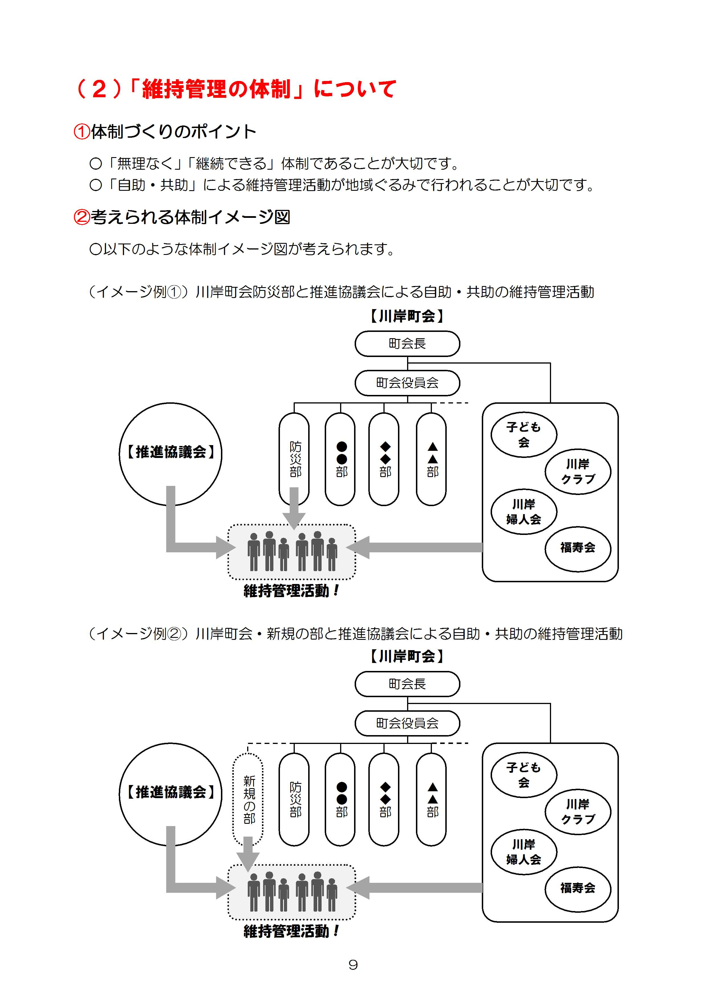 （２）「維持管理の体制」について
①体制づくりのポイント
〇「無理なく」「継続できる」体制であることが大切です。
〇「自助・共助」による維持管理活動が地域ぐるみで行われることが大切です。
②考えられる体制イメージ図
〇以下のような体制イメージ図が考えられます。
（イメージ例①）川岸町会防災部と推進協議会による自助・共助の維持管理活動
【川岸町会】
町会長
町会役員会
【推進協議会】
防災部
●●部
◆◆部
▲▲部
子ども
会
川岸
クラブ
川岸
婦人会
福寿会
維持管理活動！
（イメージ例②）川岸町会・新規の部と推進協議会による自助・共助の維持管理活動
【川岸町会】
町会長
町会役員会
【推進協議会】
新規の部
防災部
●●部
◆◆部
▲▲部
子ども
会
川岸
クラブ
川岸
婦人会
福寿会
維持管理活動！
9